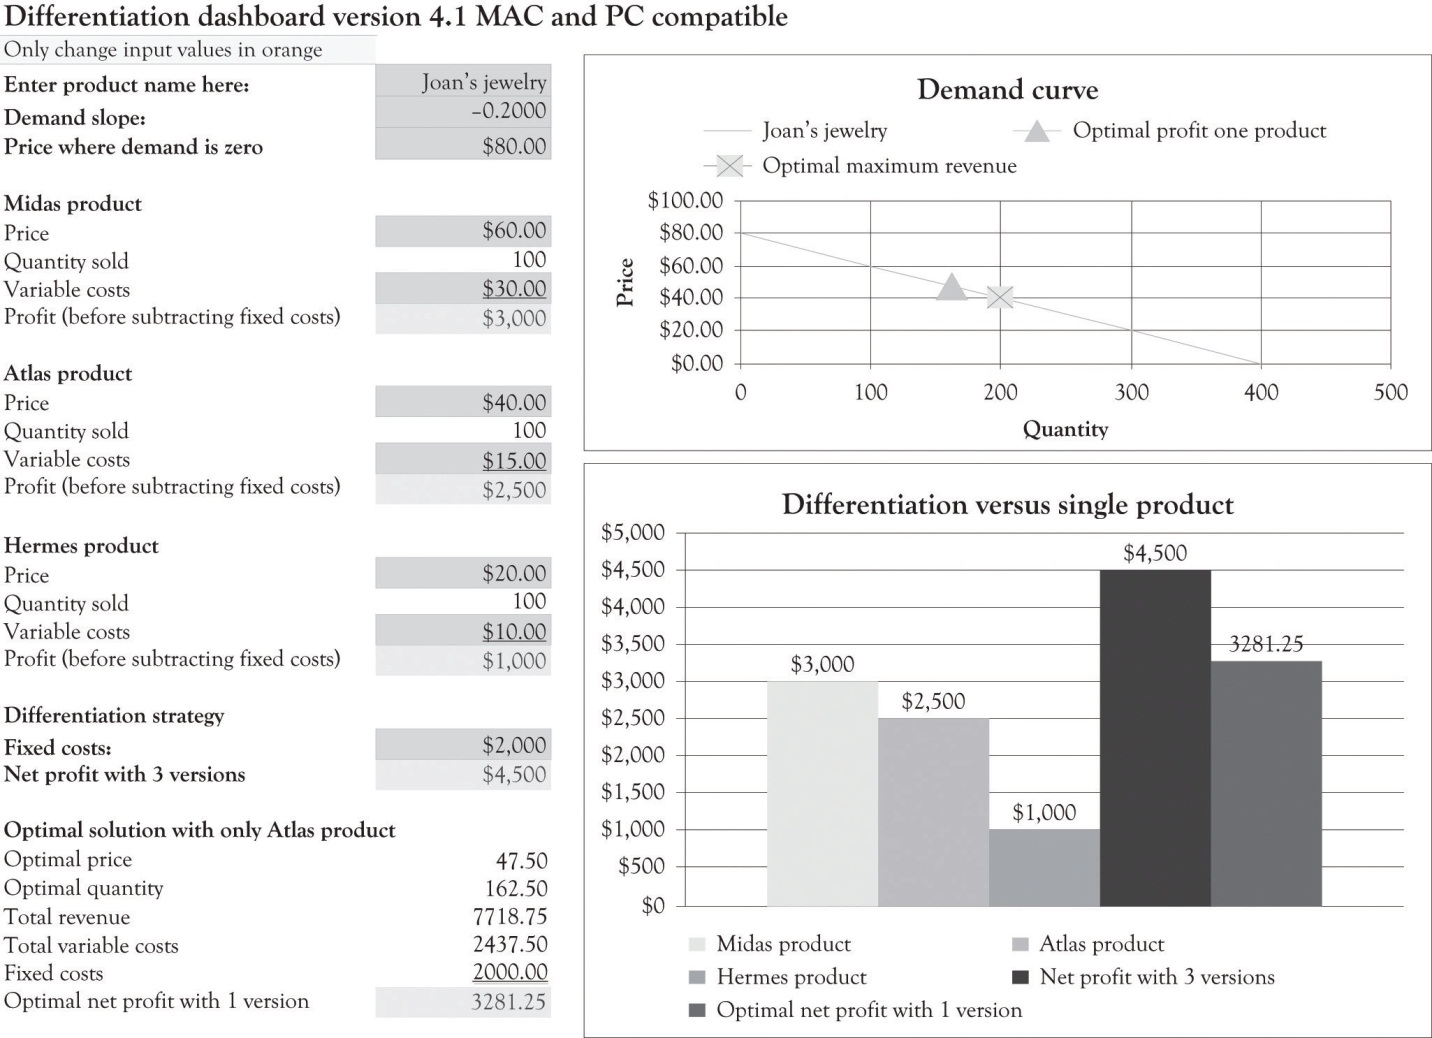 Differentiation dashboard version 4.1 MAC and PC compatible
Only change input values in orange
Enter product name here: Joan's jewelry
Demand slope: -0.2000
Price where demand is zero $80.00
Midas product
Price $60.00
Quantity sold 100
Variable costs $30.00
Profit (before subtracting fixed costs) $3,000
Atlas product
Price $40.00
Quantity sold 100
Variable costs $15.00
Profit (before subtracting fixed costs) $2,500
Hermes product
Price $20.00
Quantity sold 100
Variable costs $10.00
Profit (before subtracting fixed costs) $1,000
Differentiation strategy
Fixed costs: $2,000
Net profit with 3 versions $4,500
Optimal solution with only Atlas product
Optimal price 47.50
Optimal quantity 162.50
Total revenue 7718.75
Total variable costs 2437.50
Fixed costs 2000.00
Optimal net profit with 1 version 3281.25
Demand curve
Joan's jewelry Optimal profit one product
Optimal maximum revenue
$100.00
$80.00
$60.00
$40.00
$20.00
$0.00
Price
0 100 200 300 400 500
Quantity
Differentiation versus single product
$5,000
$4,500
$4,000
$3,500
$3,000
$2,500
$2,000
$1,500
$1,000
$500
$0
$3,000
$2,500
$1,000
$4,500
3281.25
Midas product Atlas product
Hermes product Net profit with 3 versions
Optimal net profit with 1 version